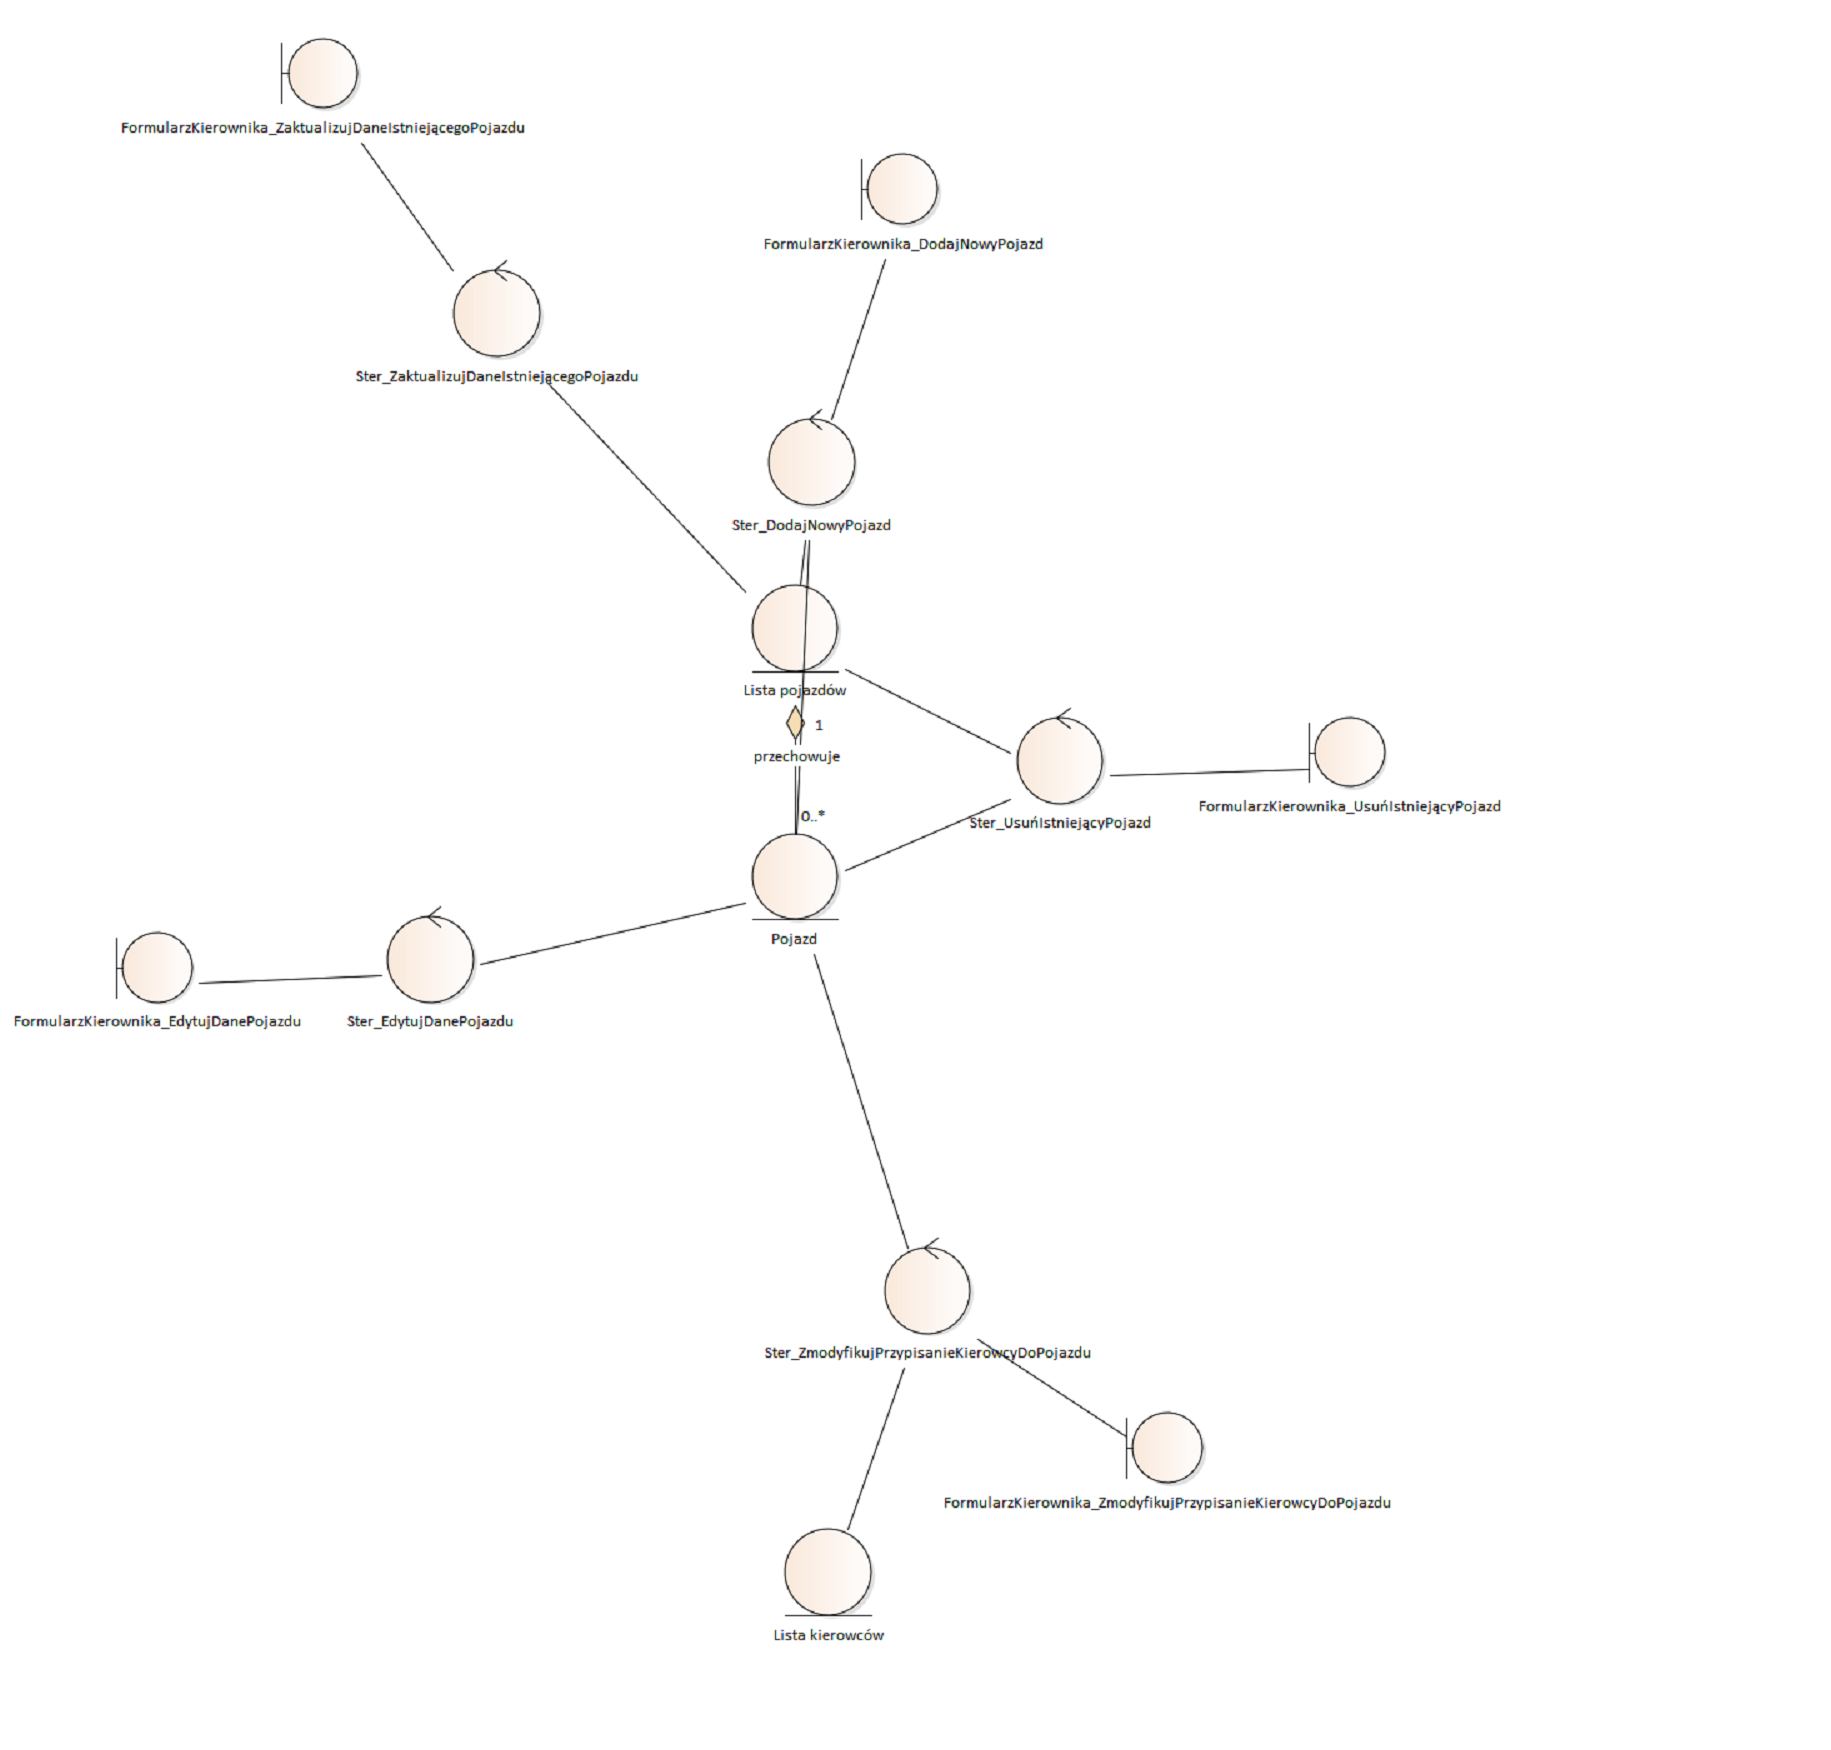 FormularzKierownika_ZaktualizujDaneIstniejącegoPojazdu
FormularzKierownika_DodajNowyPojazd
Ster_ZaktualizujDaneIstniejącegoPojazdu
Ster_DodajNowyPojazd
Lista pojazdów
1
przechowuje
0..*
FormularzKierownika_UsuńIstniejącyPojazd
Ster_UsuńIstniejącyPojazd
Pojazd
FormularzKierownika_EdytujDanePojazdu
Ster_EdytujDanePojazdu
Ster_ZmodyfikujPrzypisanieKierowcyDoPojazdu
FormularzKierownika_ZmodyfikujPrzypisanieKierowcyDoPojazdu
Lista kierowców